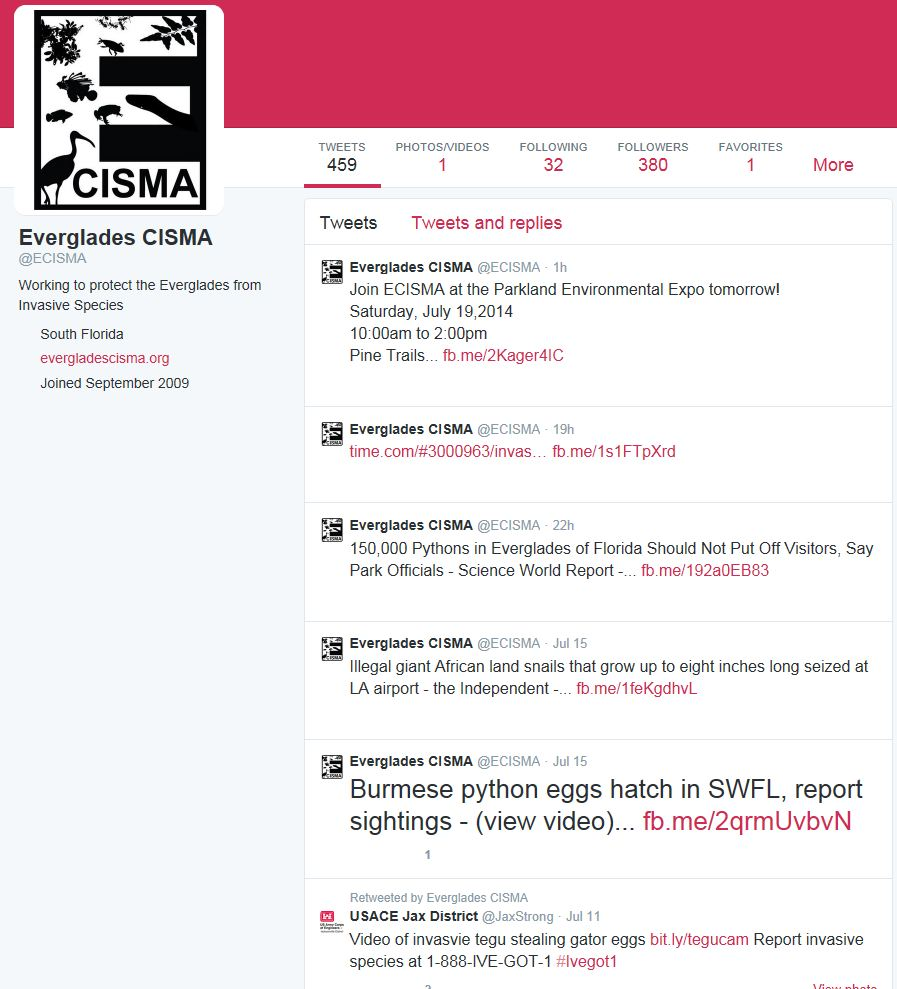 CISMA
TWEETS
459
PHOTOS/VIDEOS
1
FOLLOWING
32
FOLLOWERS
380
FAVORITES
1
More
Everglades CISMA
@ECISMA
Working to protect the Everglades from
Invasive Species
South Florida
evergladescisma.org
Joined September 2009
Tweets
Tweets and replies
Everglades CISMA @ECISMA · 1h
Join ECISMA at the Parkland Environmental Expo tomorrow!
Saturday, July 19,2014
10:00am to 2:00pm
Pine Trails... fb.me/2Kager4IC
Everglades CISMA @ECISMA · 19h
time.com/#3000963/invas… fb.me/1s1FTpXrd
Everglades CISMA @ECISMA · 22h
150,000 Pythons in Everglades of Florida Should Not Put Off Visitors, Say
Park Officials - Science World Report -... fb.me/192a0EB83
Everglades CISMA @ECISMA · Jul 15
Illegal giant African land snails that grow up to eight inches long seized at
LA airport - the Independent -... fb.me/1feKgdhvL
Everglades CISMA @ECISMA · Jul 15
Burmese python eggs hatch in SWFL, report
sightings - (view video)... fb.me/2qrmUvbvN
1
Retweeted by Everglades CISMA
USACE Jax District @JaxStrong · Jul 11
Video of invasvie tegu stealing gator eggs bit.ly/tegucam Report invasive
species at 1-888-IVE-GOT-1 #Ivegot1
View photo